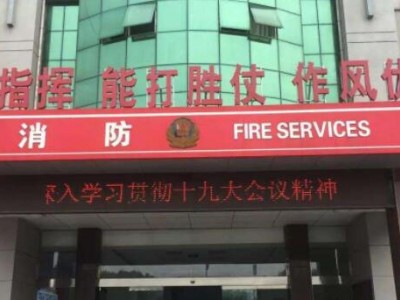 指挥 能打胜仗 作风优
消防 FIRE SERVICES
深入学习贯彻十九大会议精神